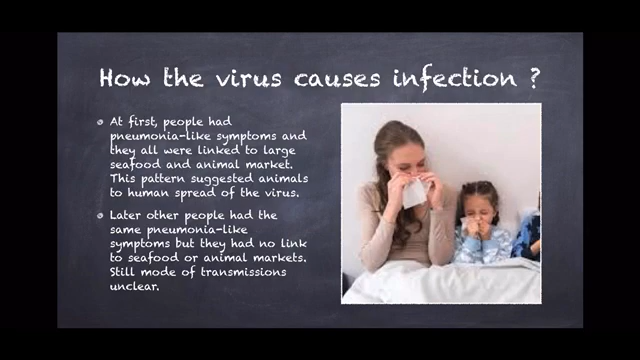 How the virus causes infection ?
At first, people had
pneumonia-like symptoms and
they all were linked to large
seafood and animal market.
This pattern suggested animals
to human spread of the virus.
Later other people had the
same pneumonia-like
symptoms but they had no link
to seafood or animal markets.
Still mode of transmissions
unclear.